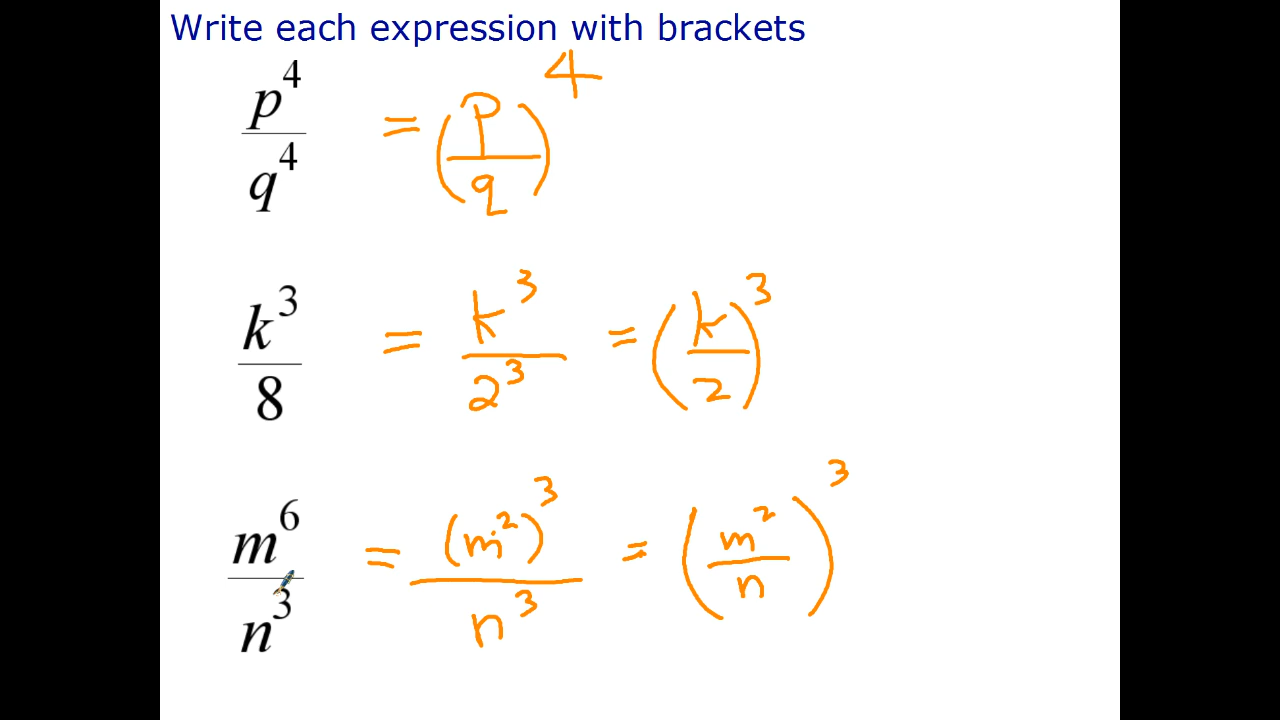 Write each expression with brackets
p^4/q^4 = (p/q)^4
k^3/8 = k^3/2^3 = (k/2)^3
m^6/n^3 = (m^2)^3/n^3 = (m^2/n)^3